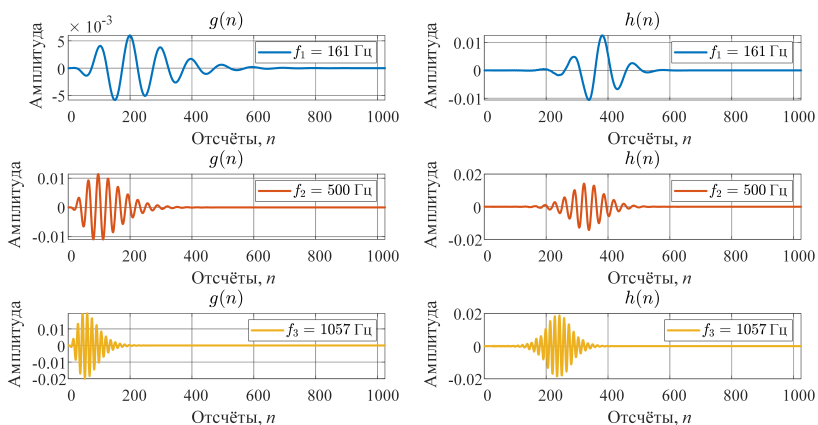 g(n)
× 10⁻³
5
0
-5
Амплитуда
f₁ = 161 Гц
0 200 400 600 800 1000
Отсчёты, n
h(n)
0.01
0
-0.01
Амплитуда
f₁ = 161 Гц
0 200 400 600 800 1000
Отсчёты, n
g(n)
0.01
0
-0.01
Амплитуда
f₂ = 500 Гц
0 200 400 600 800 1000
Отсчёты, n
h(n)
0.02
0
-0.02
Амплитуда
f₂ = 500 Гц
0 200 400 600 800 1000
Отсчёты, n
g(n)
0.01
0
-0.01
-0.02
Амплитуда
f₃ = 1057 Гц
0 200 400 600 800 1000
Отсчёты, n
h(n)
0.02
0
-0.02
Амплитуда
f₃ = 1057 Гц
0 200 400 600 800 1000
Отсчёты, n